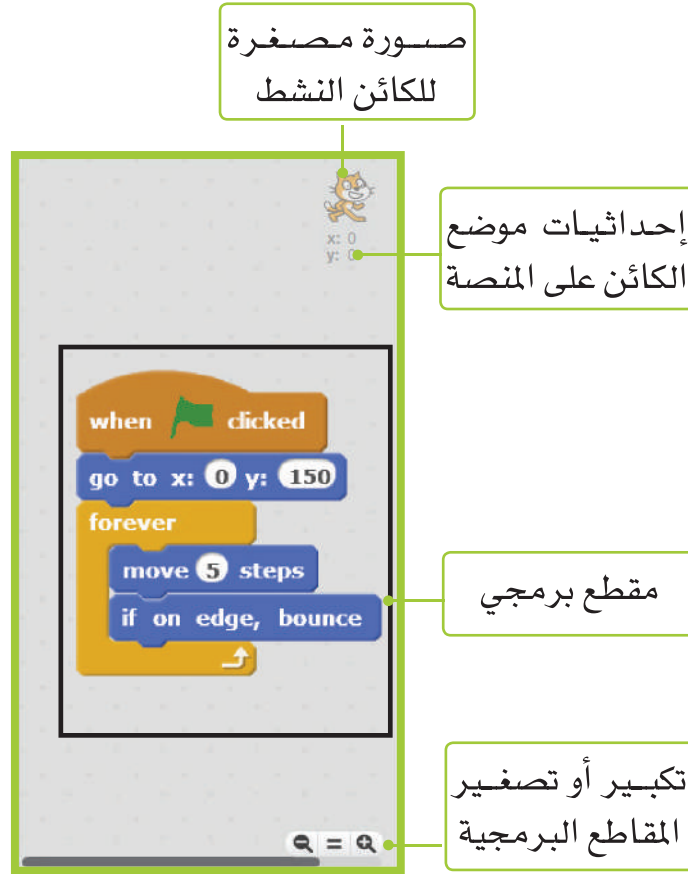 صورة مصغرة
للكائن النشط
x: 0
y: 0
إحداثيات موضع
الكائن على المنصة
when clicked
go to x: 0 y: 150
forever
move 5 steps
if on edge, bounce
مقطع برمجي
تكبير أو تصغير
المقاطع البرمجية